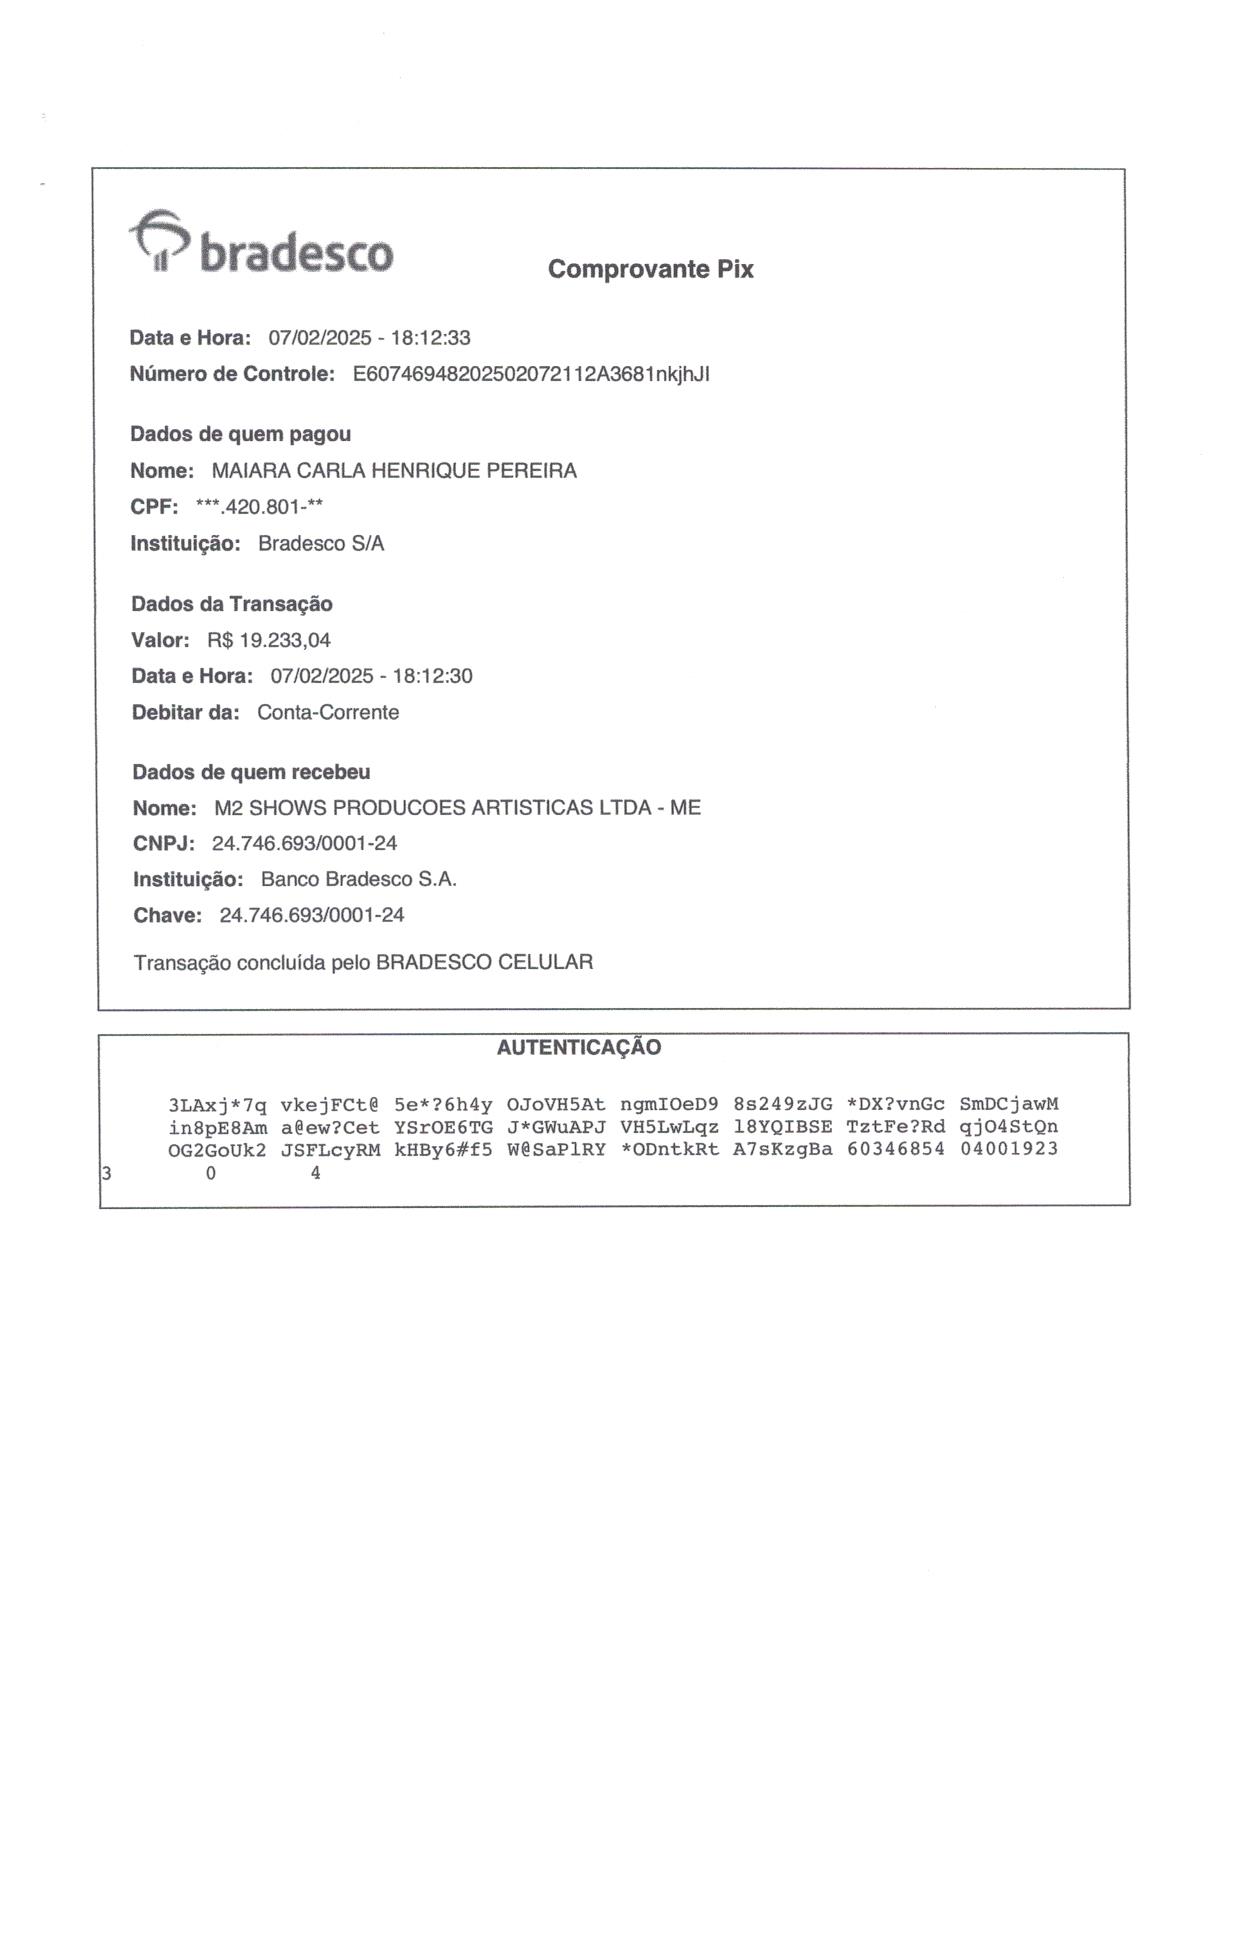 bradesco
Comprovante Pix
Data e Hora: 07/02/2025 - 18:12:33
Número de Controle: E60746948202502072112A3681nkjhJI
Dados de quem pagou
Nome: MAIARA CARLA HENRIQUE PEREIRA
CPF: ***.420.801-**
Instituição: Bradesco S/A
Dados da Transação
Valor: R$ 19.233,04
Data e Hora: 07/02/2025 - 18:12:30
Debitar da: Conta-Corrente
Dados de quem recebeu
Nome: M2 SHOWS PRODUCOES ARTISTICAS LTDA - ME
CNPJ: 24.746.693/0001-24
Instituição: Banco Bradesco S.A.
Chave: 24.746.693/0001-24
Transação concluída pelo BRADESCO CELULAR
AUTENTICAÇÃO
3LAxj*7q vkejFCt@ 5e*?6h4y OJoVH5At ngmIOeD9 8s249zJG *DX?vnGc SmDCjawM
in8pE8Am a@ew?Cet YSrOE6TG J*GWuAPJ VH5LwLqz l8YQIBSE TztFe?Rd qjO4StQn
OG2GoUk2 JSFLcyRM kHBy6#f5 W@SaPlRY *ODntkRt A7sKzgBa 60346854 04001923
3 0 4